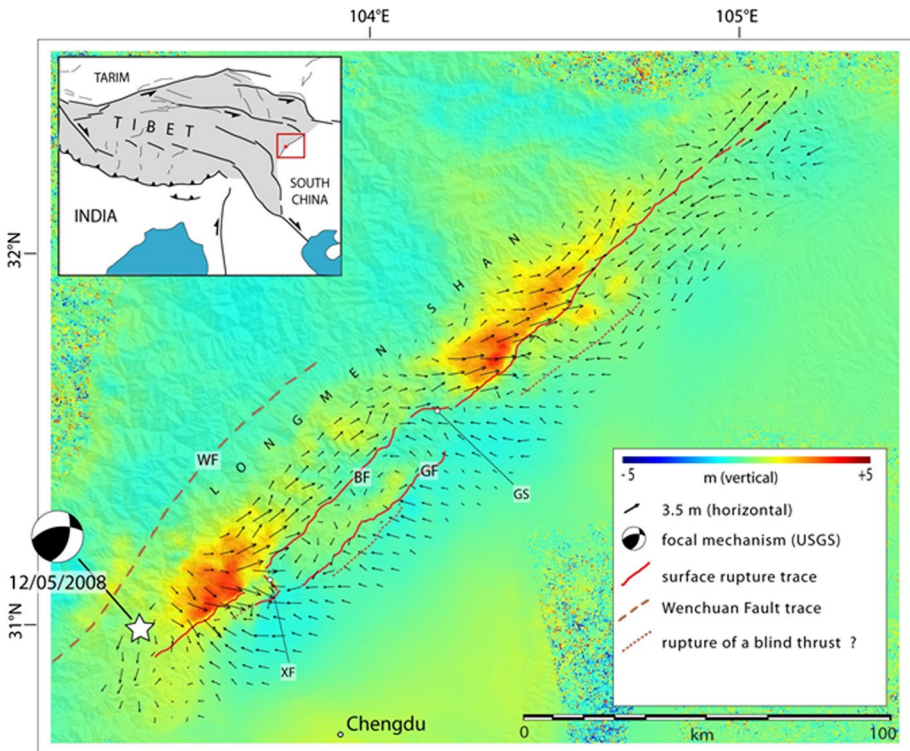 104°E
105°E
TARIM
TIBET
SOUTH
CHINA
INDIA
32°N
LONGMEN SHAN
WF
BF
GF
GS
12/05/2008
31°N
XF
Chengdu
-5
+5
m (vertical)
3.5 m (horizontal)
focal mechanism (USGS)
surface rupture trace
Wenchuan Fault trace
rupture of a blind thrust ?
0
km
100